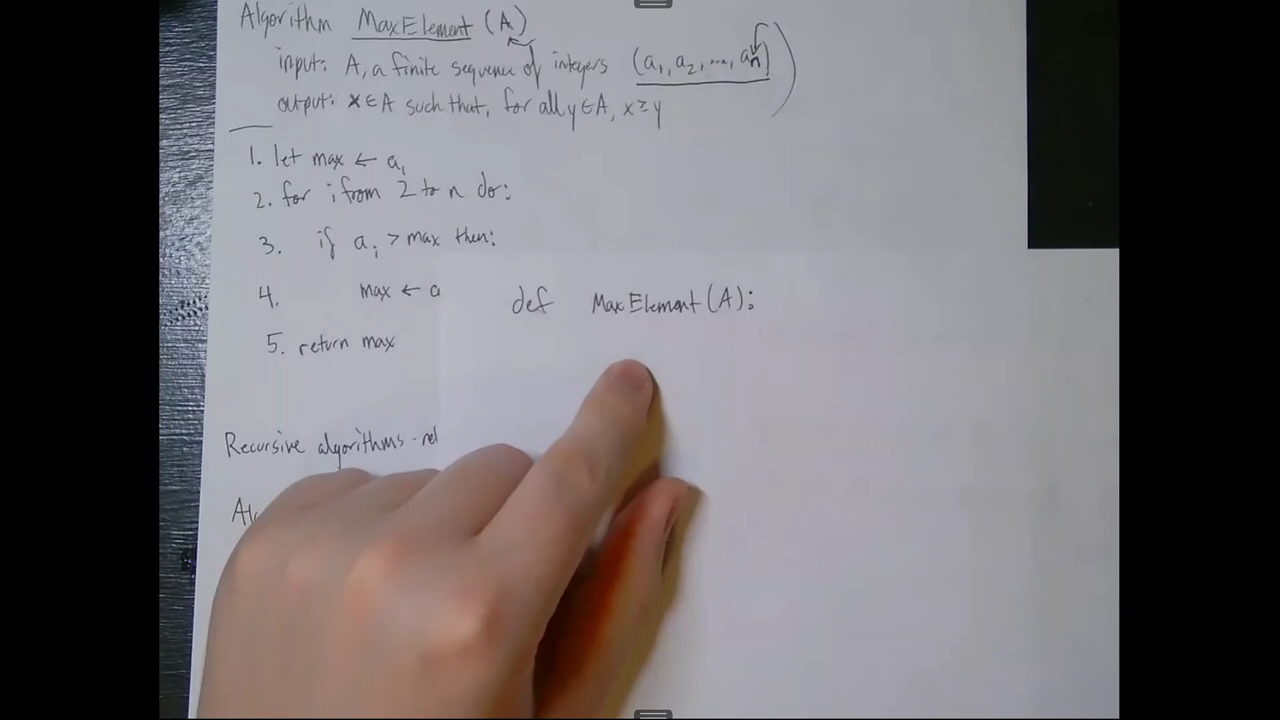 Algorithm MaxElement (A)
input: A, a finite sequence of integers (a₁, a₂, ..., aₙ)
output: x ∈ A such that, for all y ∈ A, x ≥ y
1. let max ← a₁
2. for i from 2 to n do:
3. if aᵢ > max then:
4. max ← a
5. return max
def MaxElement(A):
Recursive algorithms - rel
Al